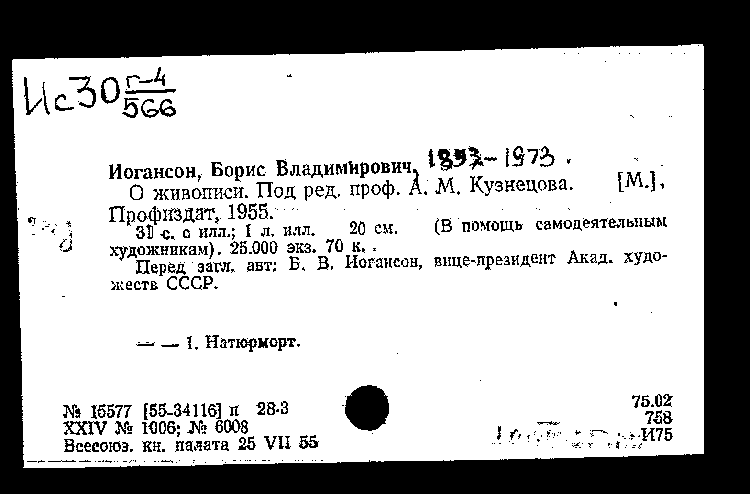 Ис30 г-4/566
Иогансон, Борис Владимирович, 1893-1973.
О живописи. Под ред. проф. А. М. Кузнецова. [М.],
Профиздат, 1955.
31 с. с илл.; 1 л. илл. 20 см. (В помощь самодеятельным
художникам). 25.000 экз. 70 к.
Перед загл. авт: Б. В. Иогансон, вице-президент Акад. худо-
жеств СССР.
— — 1. Натюрморт.
№ 15577 [55-34116] п 28-3
XXIV № 1006; № 6008
Всесоюз. кн. палата 25 VII 55
75.02
758
И75